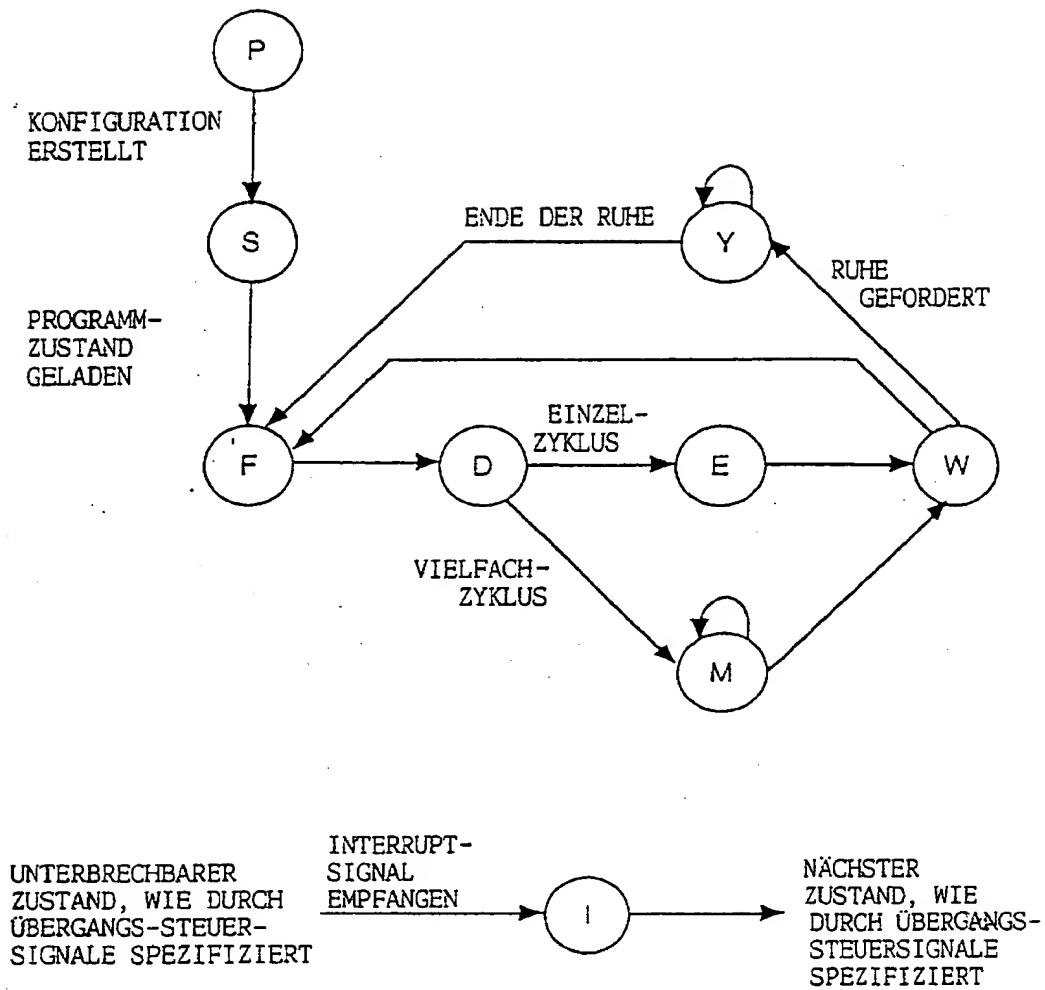 P
KONFIGURATION
ERSTELLT
S
ENDE DER RUHE
Y
RUHE
GEFORDERT
PROGRAMM-
ZUSTAND
GELADEN
F
D
EINZEL-
ZYKLUS
E
W
VIELFACH-
ZYKLUS
M
UNTERBRECHBARER
ZUSTAND, WIE DURCH
ÜBERGANGS-STEUER-
SIGNALE SPEZIFIZIERT
INTERRUPT-
SIGNAL
EMPFANGEN
I
NÄCHSTER
ZUSTAND, WIE
DURCH ÜBERGANGS-
STEUERSIGNALE
SPEZIFIZIERT